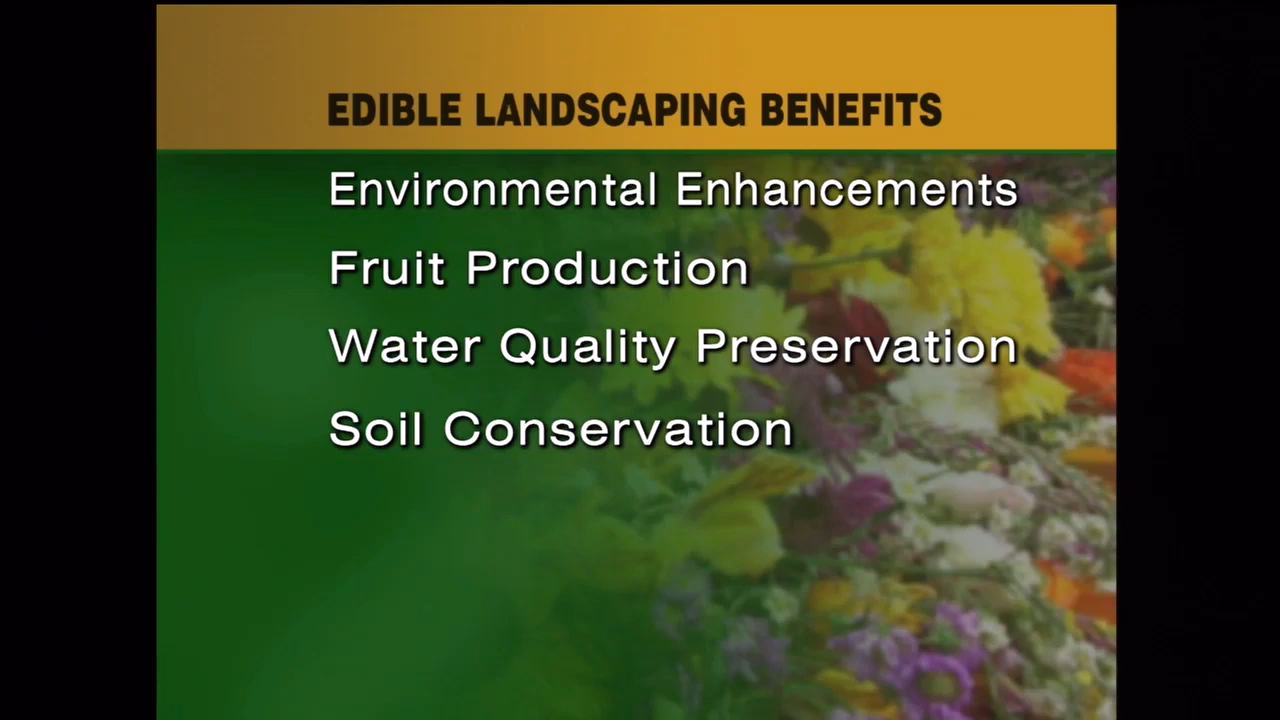 EDIBLE LANDSCAPING BENEFITS
Environmental Enhancements
Fruit Production
Water Quality Preservation
Soil Conservation